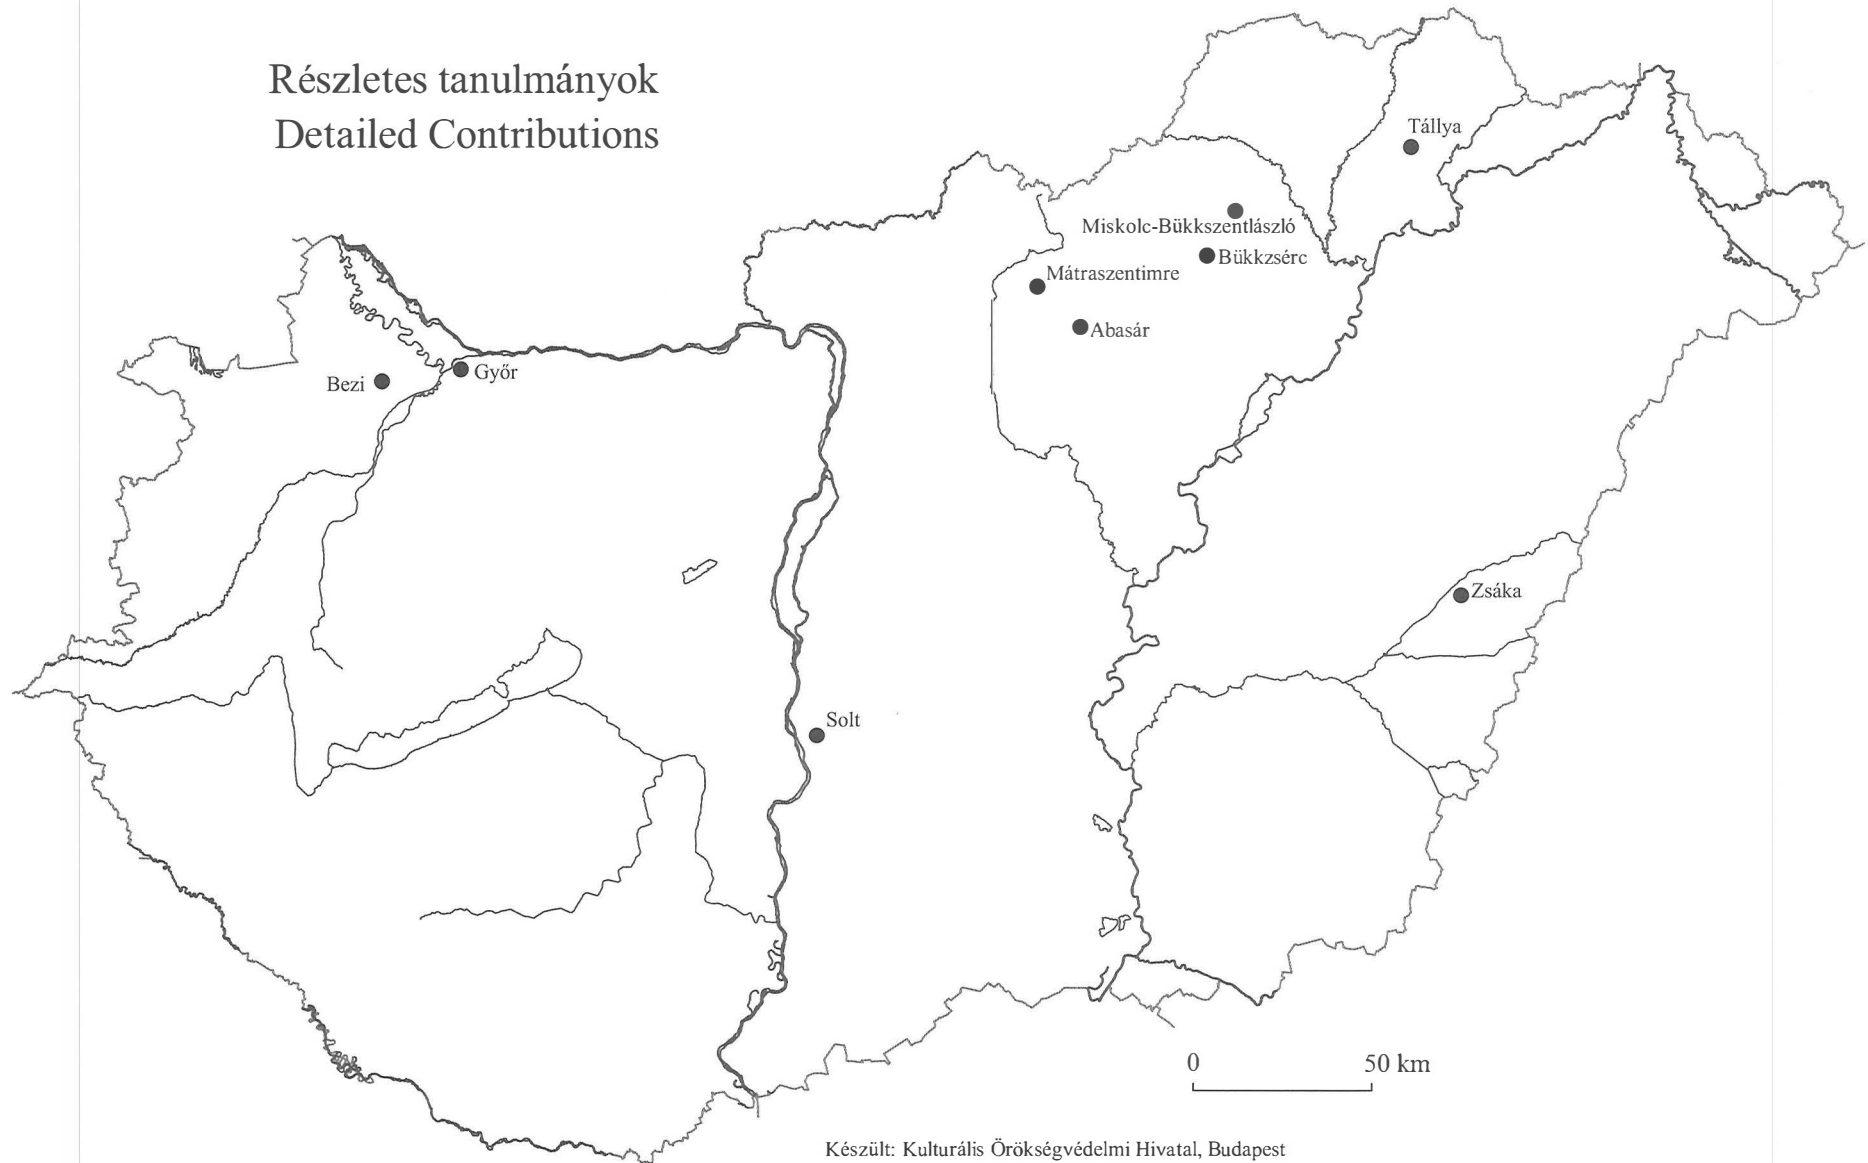 Részletes tanulmányok
Detailed Contributions
Tállya
Miskolc-Bükkszentlászló
Bükkzsérc
Mátraszentimre
Abasár
Győr
Bezi
Zsáka
Solt
0 50 km
Készült: Kulturális Örökségvédelmi Hivatal, Budapest